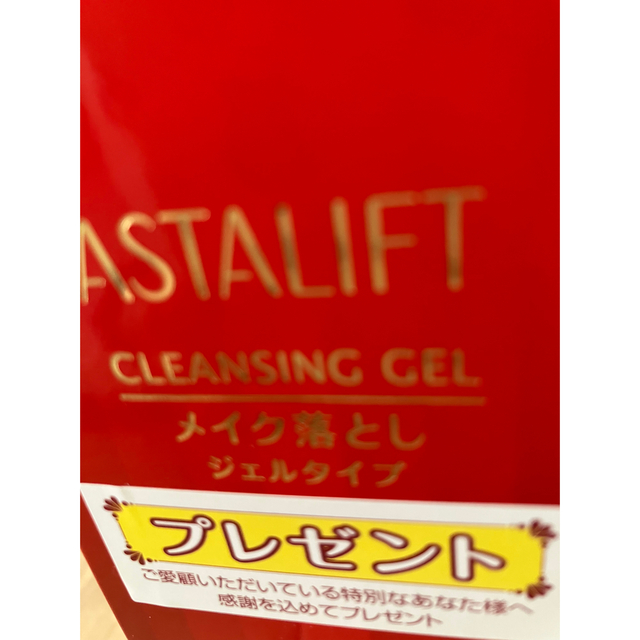 ASTALIFT
CLEANSING GEL
メイク落とし
ジェルタイプ
プレゼント
ご愛顧いただいている特別なあなた様へ
感謝を込めてプレゼント